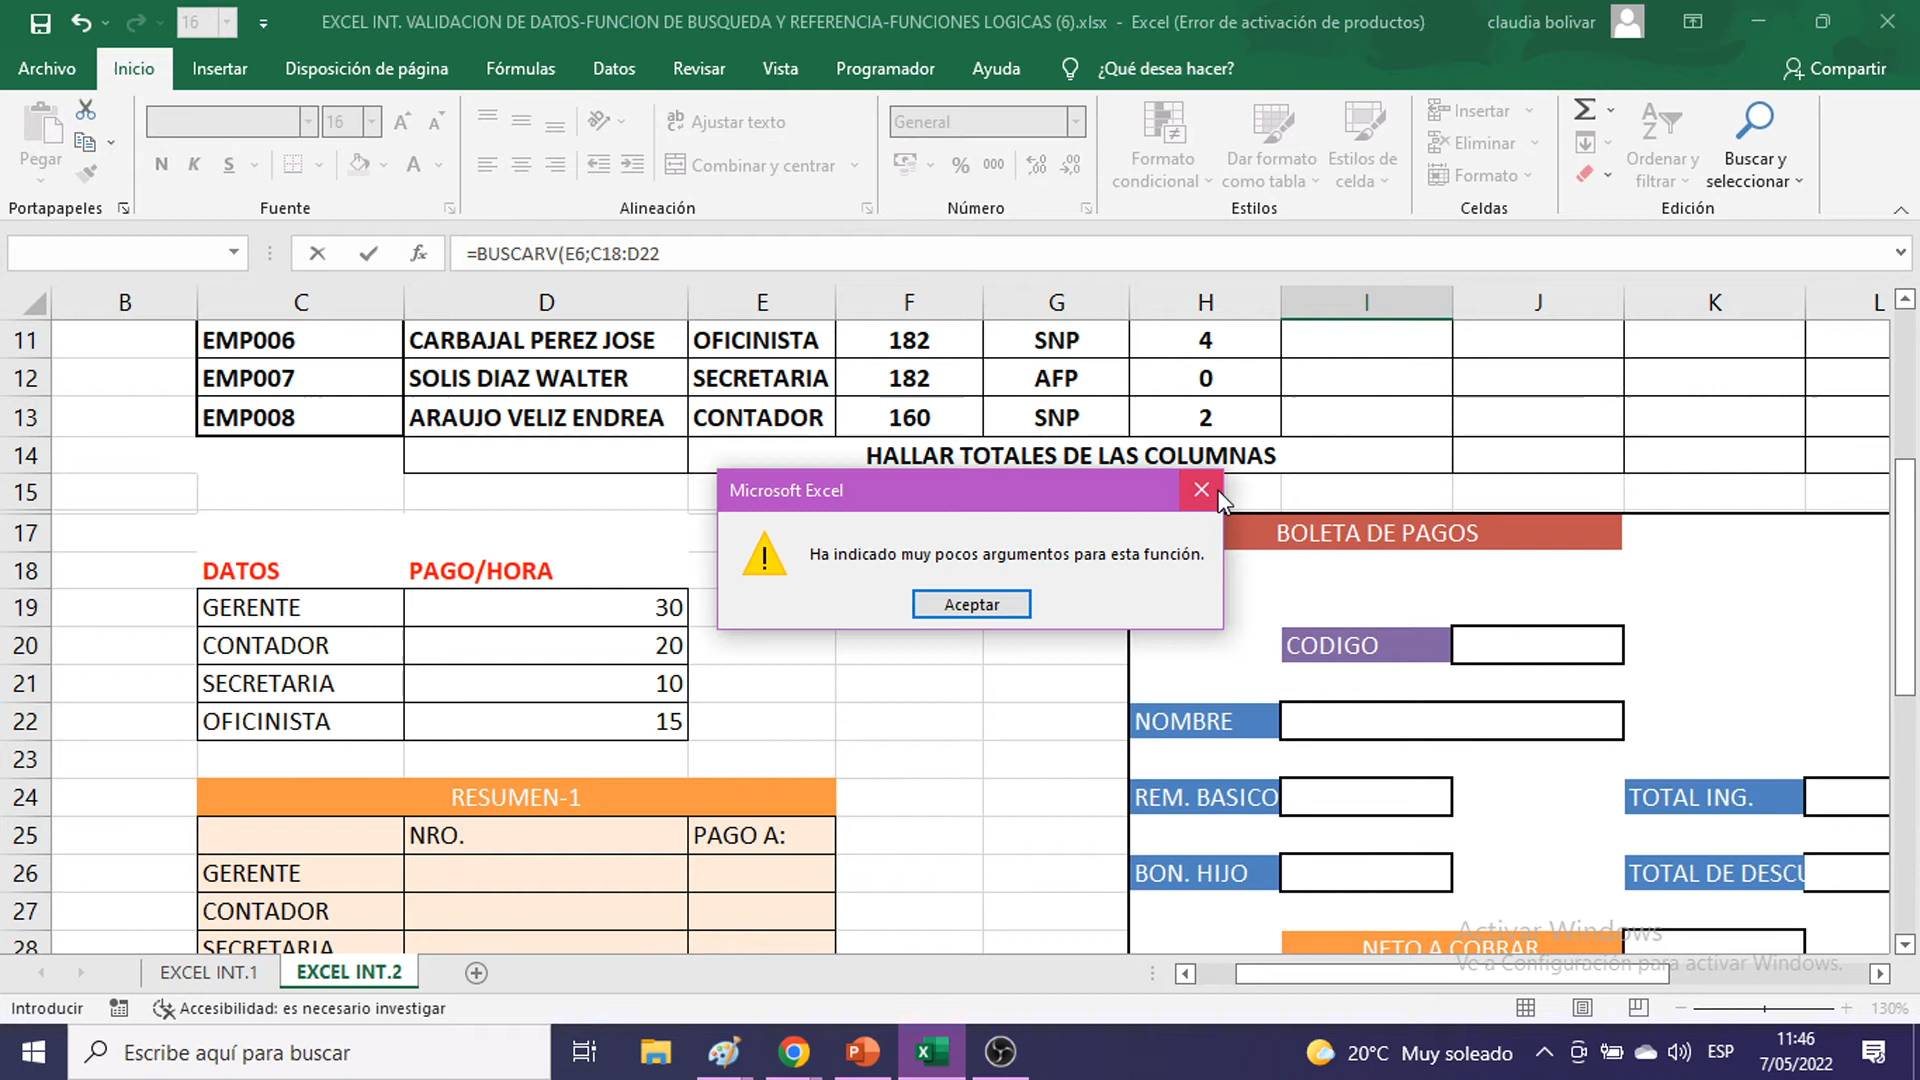 16
EXCEL INT. VALIDACION DE DATOS-FUNCION DE BUSQUEDA Y REFERENCIA-FUNCIONES LOGICAS (6).xlsx - Excel (Error de activación de productos)
claudia bolivar
Archivo Inicio Insertar Disposición de página Fórmulas Datos Revisar Vista Programador Ayuda ¿Qué desea hacer? Compartir
Pegar
16
N K S A
Ajustar texto
Combinar y centrar
General
% 000
Formato condicional
Dar formato como tabla
Estilos de celda
Insertar
Eliminar
Formato
Ordenar y filtrar
Buscar y seleccionar
Portapapeles Fuente Alineación Número Estilos Celdas Edición
fx =BUSCARV(E6;C18:D22
B C D E F G H I J K L
11 EMP006 CARBAJAL PEREZ JOSE OFICINISTA 182 SNP 4
12 EMP007 SOLIS DIAZ WALTER SECRETARIA 182 AFP 0
13 EMP008 ARAUJO VELIZ ENDREA CONTADOR 160 SNP 2
14 HALLAR TOTALES DE LAS COLUMNAS
15
Microsoft Excel
Ha indicado muy pocos argumentos para esta función.
Aceptar
17 BOLETA DE PAGOS
18 DATOS PAGO/HORA
19 GERENTE 30
20 CONTADOR 20 CODIGO
21 SECRETARIA 10
22 OFICINISTA 15 NOMBRE
23
24 RESUMEN-1 REM. BASICO TOTAL ING.
25 NRO. PAGO A:
26 GERENTE BON. HIJO TOTAL DE DESCU
27 CONTADOR
28 SECRETARIA NETO A COBRAR
Activar Windows
Ve a Configuración para activar Windows.
EXCEL INT.1 EXCEL INT.2
Introducir Accesibilidad: es necesario investigar 130%
Escribe aquí para buscar
20°C Muy soleado ESP 11:46
7/05/2022